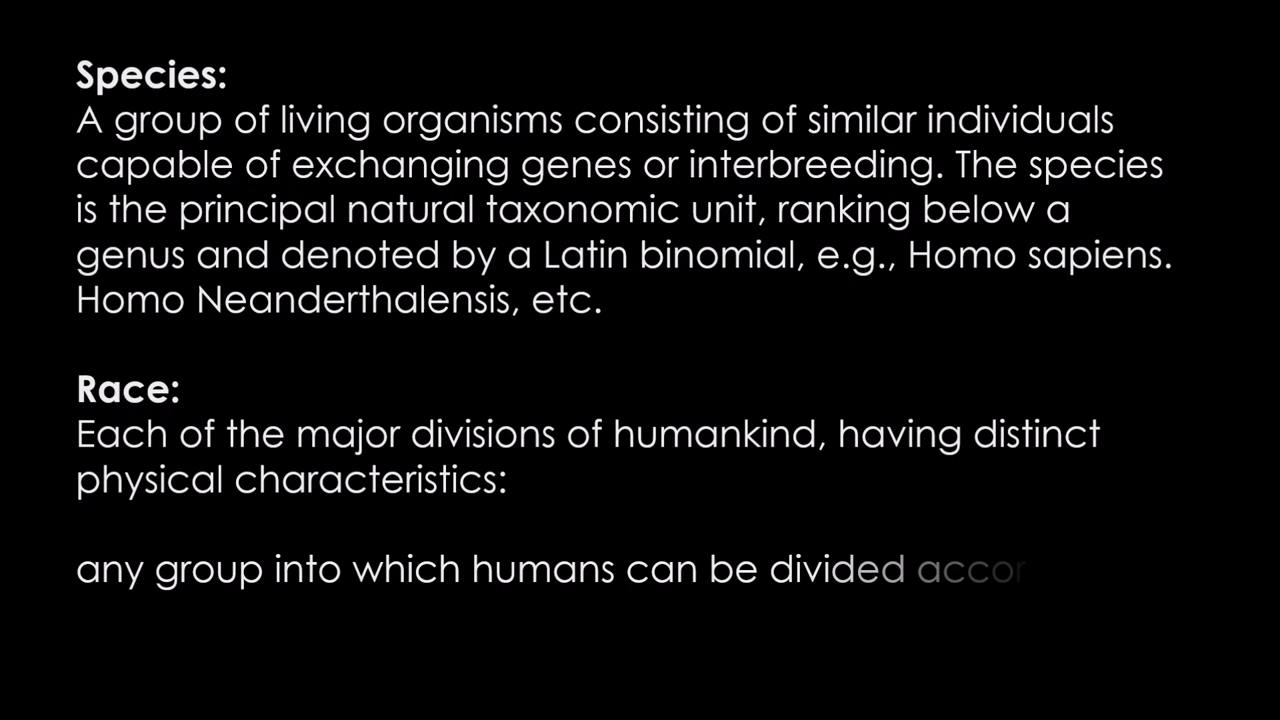 Species:
A group of living organisms consisting of similar individuals
capable of exchanging genes or interbreeding. The species
is the principal natural taxonomic unit, ranking below a
genus and denoted by a Latin binomial, e.g., Homo sapiens.
Homo Neanderthalensis, etc.
Race:
Each of the major divisions of humankind, having distinct
physical characteristics:
any group into which humans can be divided accor